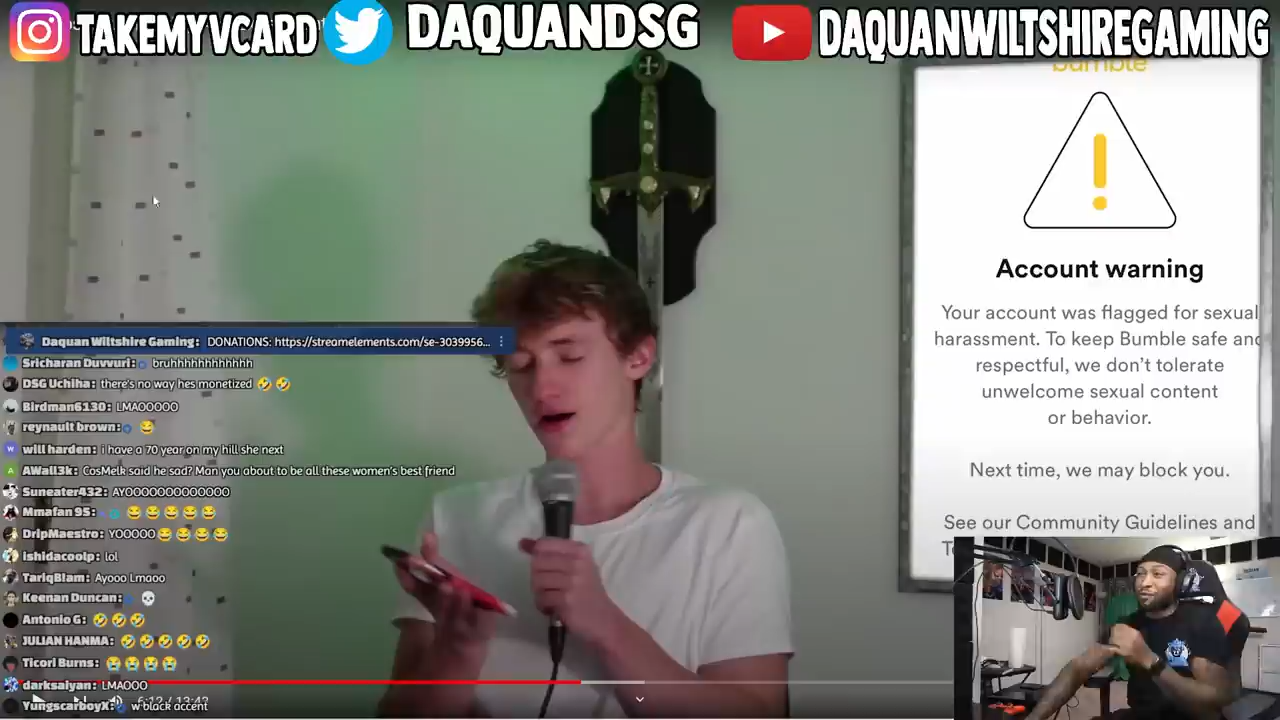 TAKEMYVCARD
DAQUANDSG
DAQUANWILTSHIREGAMING
bumble
Account warning
Your account was flagged for sexual
harassment. To keep Bumble safe and
respectful, we don't tolerate
unwelcome sexual content
or behavior.
Next time, we may block you.
See our Community Guidelines and
Daquan Wiltshire Gaming: DONATIONS: https://streamelements.com/se-3039956...
Sricharan Duvvuri: bruhhhhhhhhhhh
DSG Uchiha: there's no way hes monetized 🤣 🤣
Birdman6130: LMAOOOOO
reynault brown: 😂
will harden: i have a 70 year on my hill she next
AWall3k: CosMelk said he sad? Man you about to be all these women's best friend
Suneater432: AYOOOOOOOOOOOOO
Mmafan 95: 😂 😂 😂 😂 😂
DripMaestro: YOOOOO😂 😂 😂 😂
ishidacoolp: lol
TariqBlam: Ayooo Lmaoo
Keenan Duncan: 💀
Antonio G: 🤣 🤣 🤣
JULIAN HANMA: 🤣 🤣 🤣 🤣 🤣
Ticori Burns: 😭 😭 😭 😭
darksaiyan: LMAOOO
YungscarboyX: w black accent